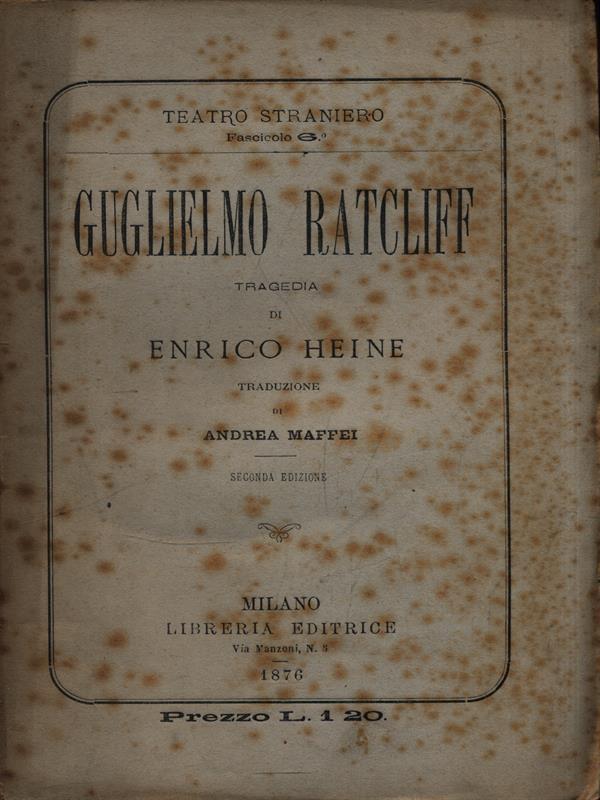 TEATRO STRANIERO
Fascicolo 6.º
GUGLIELMO RATCLIFF
TRAGEDIA
DI
ENRICO HEINE
TRADUZIONE
DI
ANDREA MAFFEI
SECONDA EDIZIONE
MILANO
LIBRERIA EDITRICE
Via Manzoni, N. 
1876
Prezzo L. 1 20.